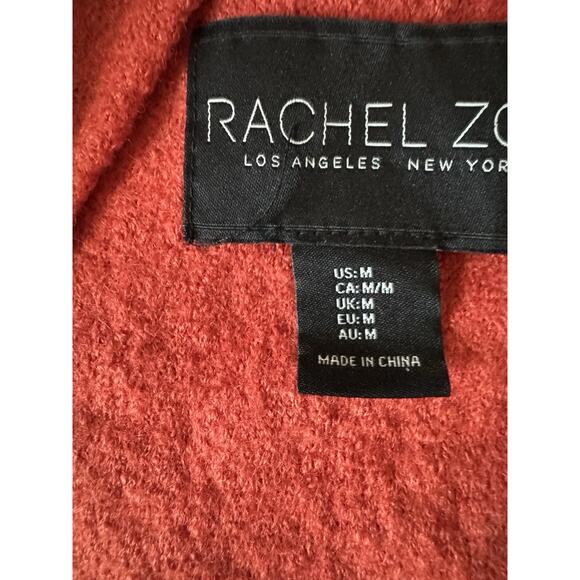 RACHEL ZO
LOS ANGELES NEW YOR
US: M
CA: M/M
UK: M
EU: M
AU: M
MADE IN CHINA